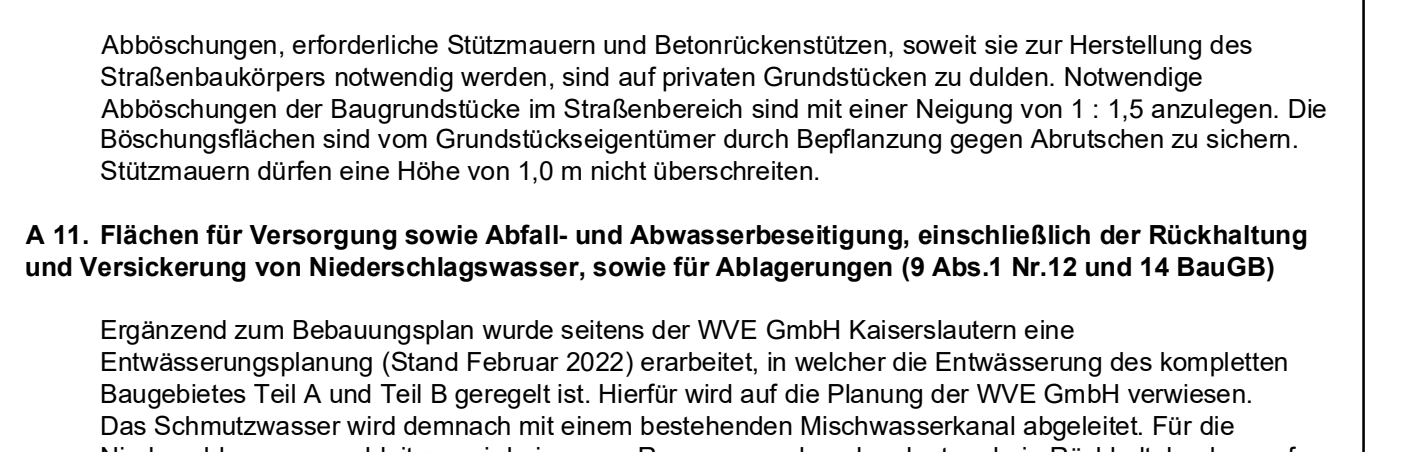 Abböschungen, erforderliche Stützmauern und Betonrückenstützen, soweit sie zur Herstellung des
Straßenbaukörpers notwendig werden, sind auf privaten Grundstücken zu dulden. Notwendige
Abböschungen der Baugrundstücke im Straßenbereich sind mit einer Neigung von 1 : 1,5 anzulegen. Die
Böschungsflächen sind vom Grundstückseigentümer durch Bepflanzung gegen Abrutschen zu sichern.
Stützmauern dürfen eine Höhe von 1,0 m nicht überschreiten.
A 11. Flächen für Versorgung sowie Abfall- und Abwasserbeseitigung, einschließlich der Rückhaltung
und Versickerung von Niederschlagswasser, sowie für Ablagerungen (9 Abs.1 Nr.12 und 14 BauGB)
Ergänzend zum Bebauungsplan wurde seitens der WVE GmbH Kaiserslautern eine
Entwässerungsplanung (Stand Februar 2022) erarbeitet, in welcher die Entwässerung des kompletten
Baugebietes Teil A und Teil B geregelt ist. Hierfür wird auf die Planung der WVE GmbH verwiesen.
Das Schmutzwasser wird demnach mit einem bestehenden Mischwasserkanal abgeleitet. Für die